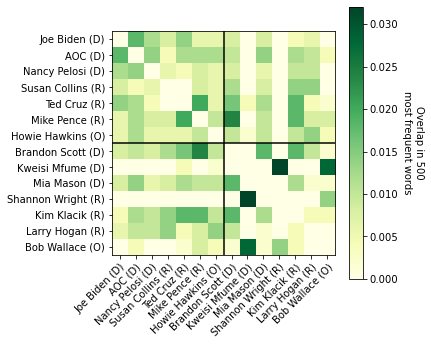 Joe Biden (D)
AOC (D)
Nancy Pelosi (D)
Susan Collins (R)
Ted Cruz (R)
Mike Pence (R)
Howie Hawkins (O)
Brandon Scott (D)
Kweisi Mfume (D)
Mia Mason (D)
Shannon Wright (R)
Kim Klacik (R)
Larry Hogan (R)
Bob Wallace (O)
Joe Biden (D)
AOC (D)
Nancy Pelosi (D)
Susan Collins (R)
Ted Cruz (R)
Mike Pence (R)
Howie Hawkins (O)
Brandon Scott (D)
Kweisi Mfume (D)
Mia Mason (D)
Shannon Wright (R)
Kim Klacik (R)
Larry Hogan (R)
Bob Wallace (O)
0.030
0.025
0.020
0.015
0.010
0.005
0.000
Overlap in 500
most frequent words